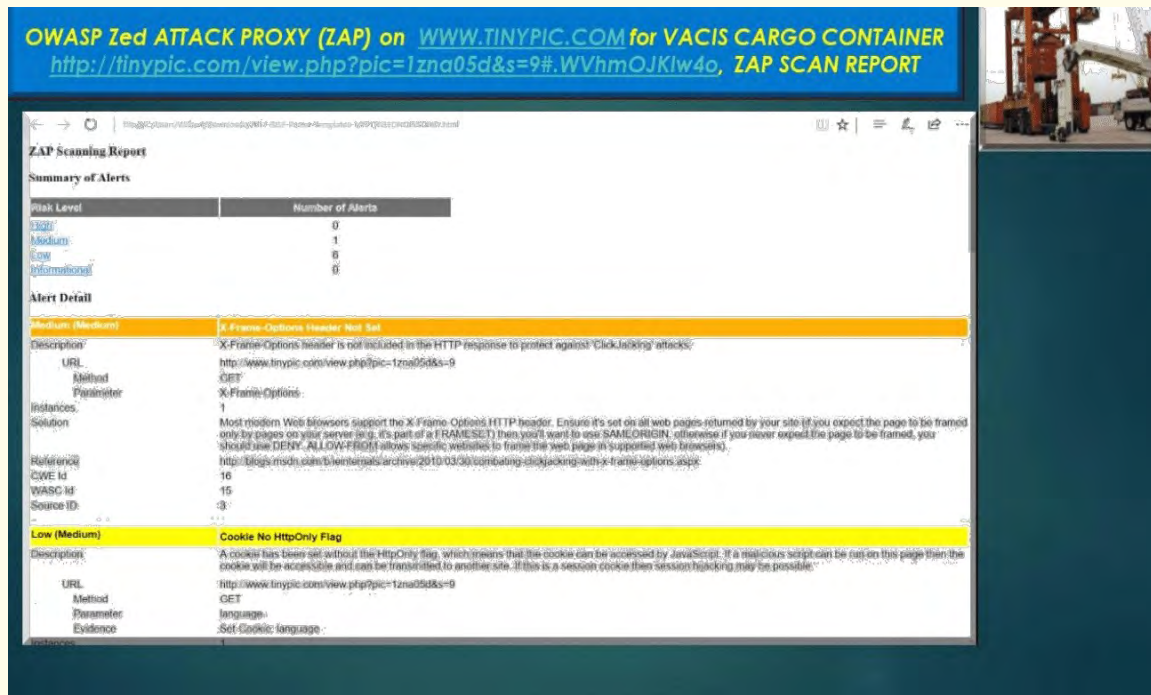 OWASP Zed ATTACK PROXY (ZAP) on WWW.TINYPIC.COM for VACIS CARGO CONTAINER
http://tinypic.com/view.php?pic=1zna05d&s=9#.WVhmOJKIw4o, ZAP SCAN REPORT
ZAP Scanning Report
Summary of Alerts
Risk Level Number of Alerts
High 0
Medium 1
Low 6
Informational 0
Alert Detail
Medium (Medium) X-Frame-Options Header Not Set
Description X-Frame-Options header is not included in the HTTP response to protect against 'ClickJacking' attacks.
URL http://www.tinypic.com/view.php?pic=1zna05d&s=9
Method GET
Parameter X-Frame-Options
Instances 1
Solution Most modern Web browsers support the X-Frame-Options HTTP header. Ensure it's set on all web pages returned by your site (if you expect the page to be framed
only by pages on your server (e.g. it's part of a FRAMESET) then you'll want to use SAMEORIGIN, otherwise if you never expect the page to be framed, you
should use DENY. ALLOW-FROM allows specific websites to frame the web page in supported web browsers).
Reference http://blogs.msdn.com/b/ieinternals/archive/2010/03/30/combating-clickjacking-with-x-frame-options.aspx
CWE Id 16
WASC Id 15
Source ID 3
Low (Medium) Cookie No HttpOnly Flag
Description A cookie has been set without the HttpOnly flag, which means that the cookie can be accessed by JavaScript. If a malicious script can be run on this page then the
cookie will be accessible and can be transmitted to another site. If this is a session cookie then session hijacking may be possible.
URL http://www.tinypic.com/view.php?pic=1zna05d&s=9
Method GET
Parameter language
Evidence Set-Cookie: language
Instances 1